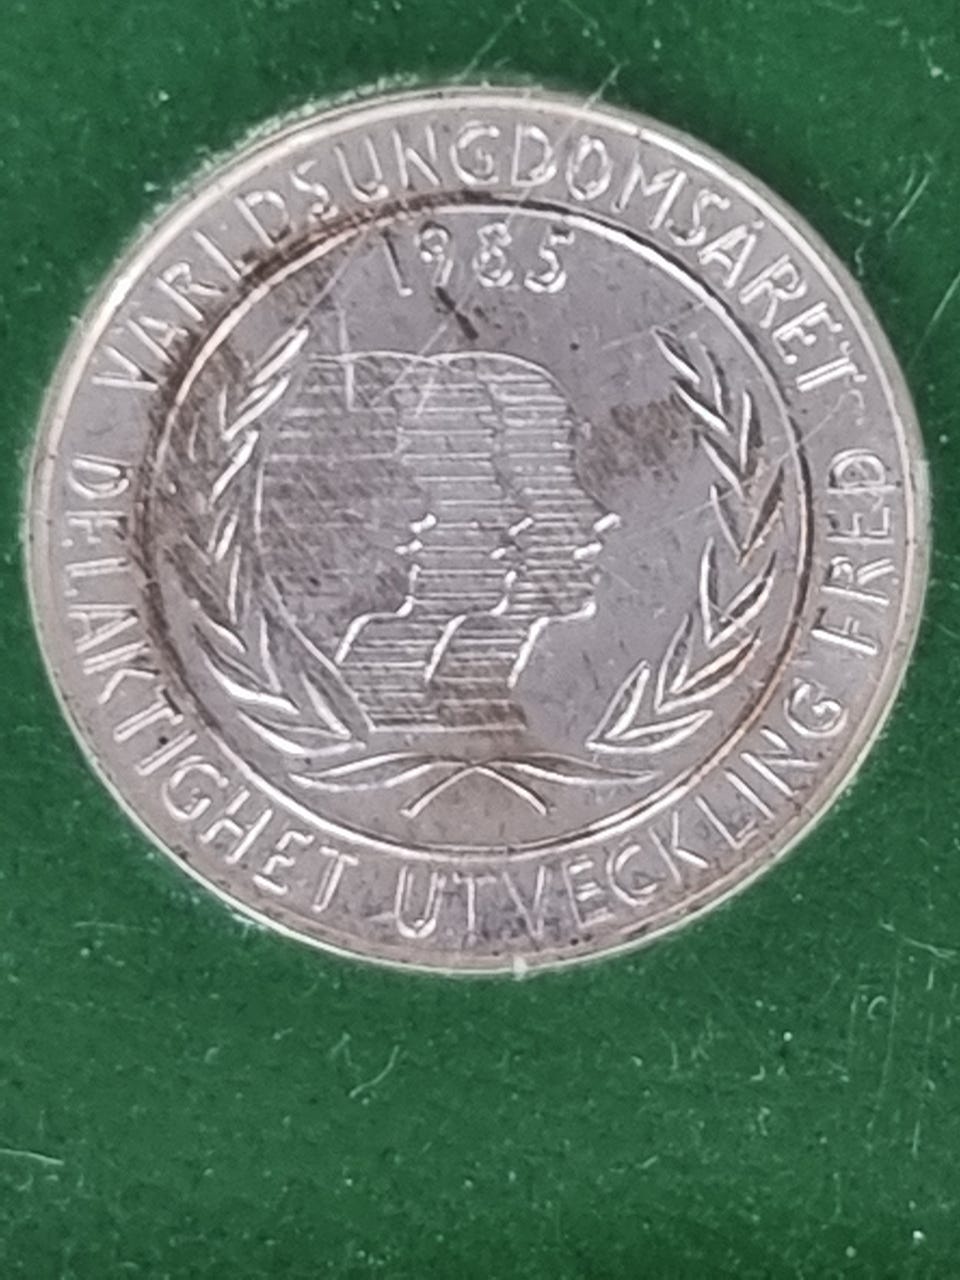 VÄRLDSUNGDOMSÅRET
1985
DELAKTIGHET UTVECKLING FRED